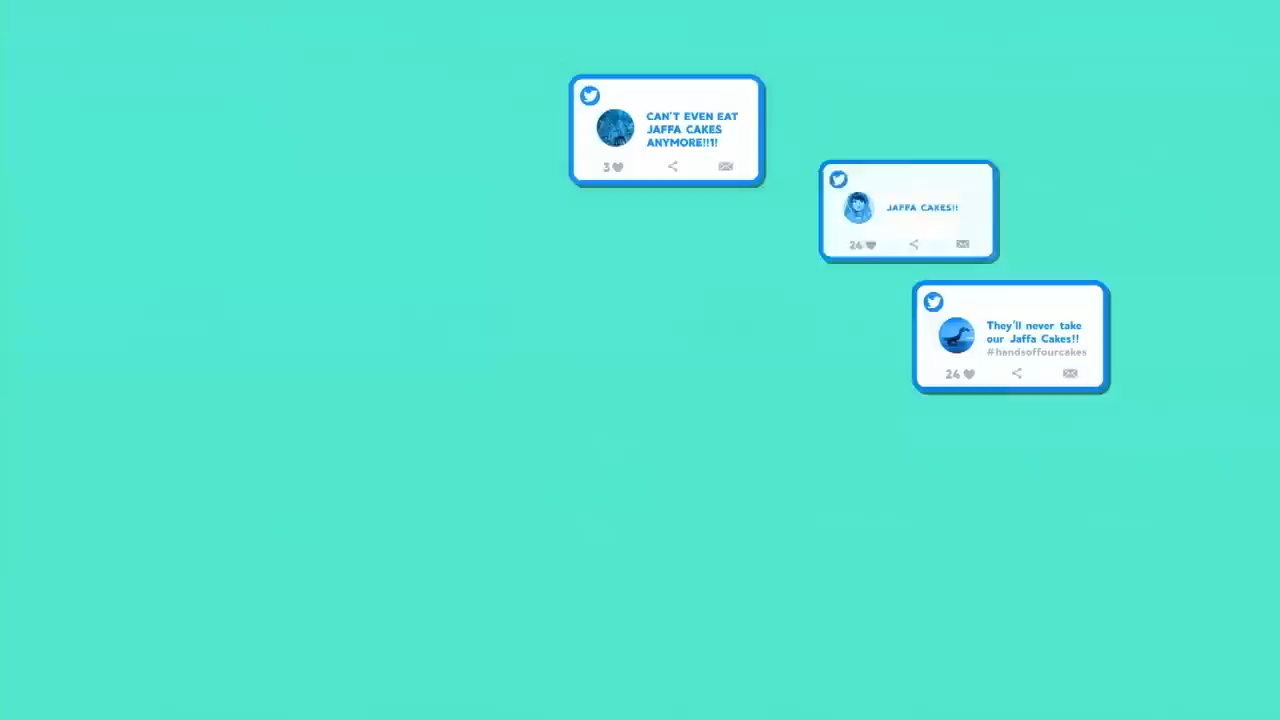 CAN'T EVEN EAT
JAFFA CAKES
ANYMORE!!1!
3
JAFFA CAKES!!
24
They'll never take
our Jaffa Cakes!!
#handsoffourcakes
24